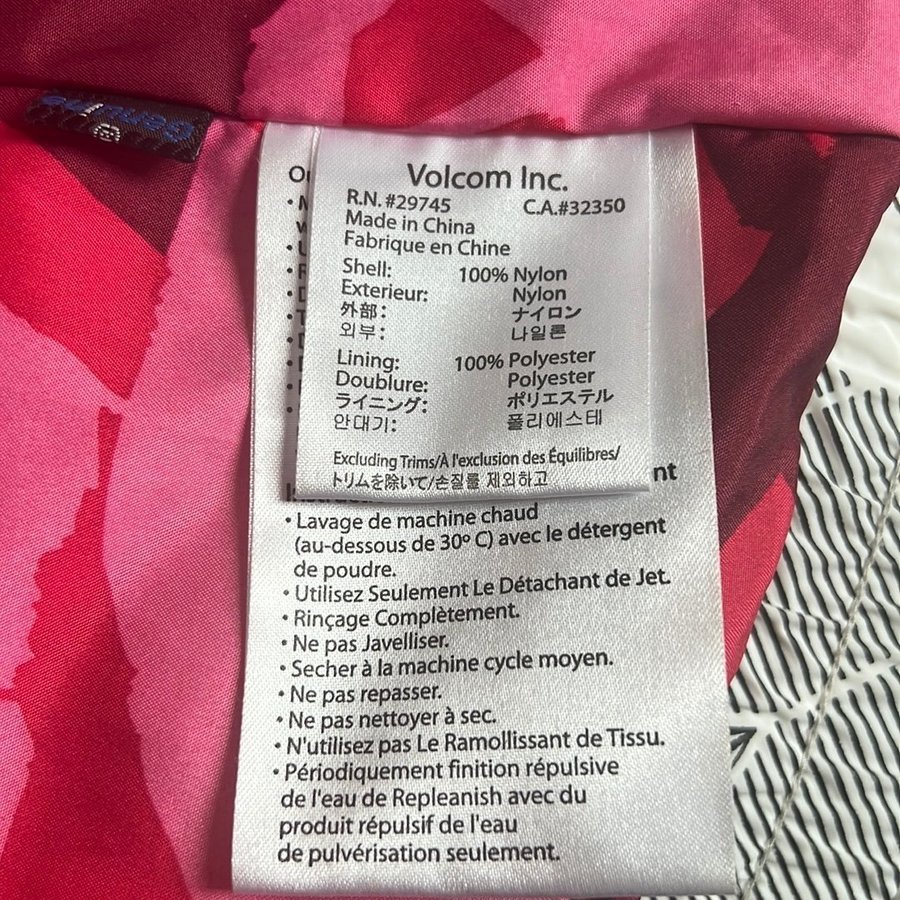 Genuine
Volcom Inc.
R.N. #29745 C.A.#32350
Made in China
Fabrique en Chine
Shell: 100% Nylon
Exterieur: Nylon
外部: ナイロン
외부: 나일론
Lining: 100% Polyester
Doublure: Polyester
ライニング: ポリエステル
안대기:폴리에스테
Excluding Trims/À l'exclusion des Équilibres/
トリムを除いて/손질를 제외하고
• Lavage de machine chaud
(au-dessous de 30º C) avec le détergent
de poudre.
• Utilisez Seulement Le Détachant de Jet.
• Rinçage Complètement.
• Ne pas Javelliser.
• Secher à la machine cycle moyen.
• Ne pas repasser.
• Ne pas nettoyer à sec.
• N'utilisez pas Le Ramollissant de Tissu.
• Périodiquement finition répulsive
de l'eau de Repleanish avec du
produit répulsif de l'eau
de pulvérisation seulement.